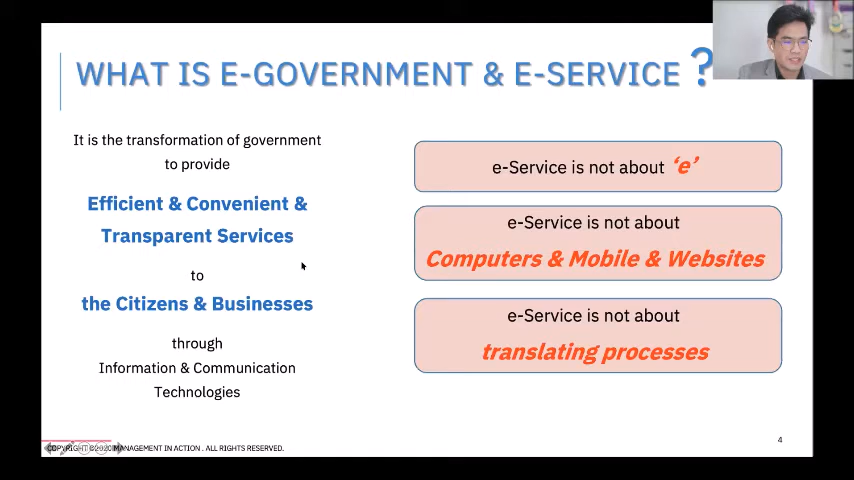 WHAT IS E-GOVERNMENT & E-SERVICE ?
It is the transformation of government
to provide
Efficient & Convenient &
Transparent Services
to
the Citizens & Businesses
through
Information & Communication
Technologies
e-Service is not about ‘e’
e-Service is not about
Computers & Mobile & Websites
e-Service is not about
translating processes
COPYRIGHT ©2020 MANAGEMENT IN ACTION . ALL RIGHTS RESERVED.
4